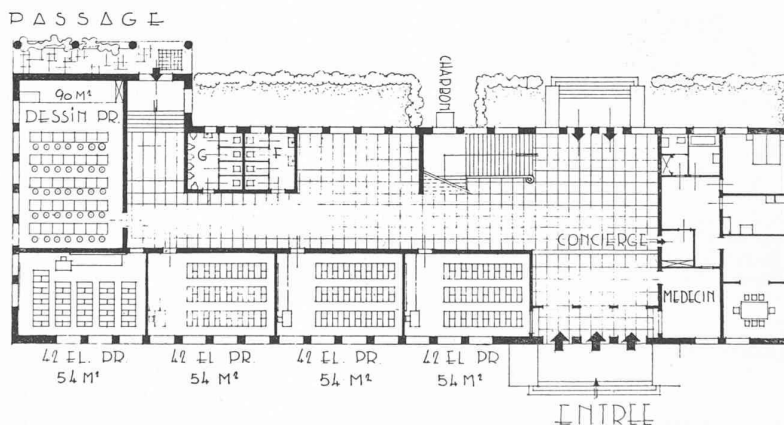 PASSAGE
90 M²
DESSIN PR.
G
F
CHARBON
CONCIERGE
MEDECIN
42 EL. PR.
54 M²
42 EL PR.
54 M²
42 EL PR.
54 M²
42 EL PR
54 M²
ENTREE